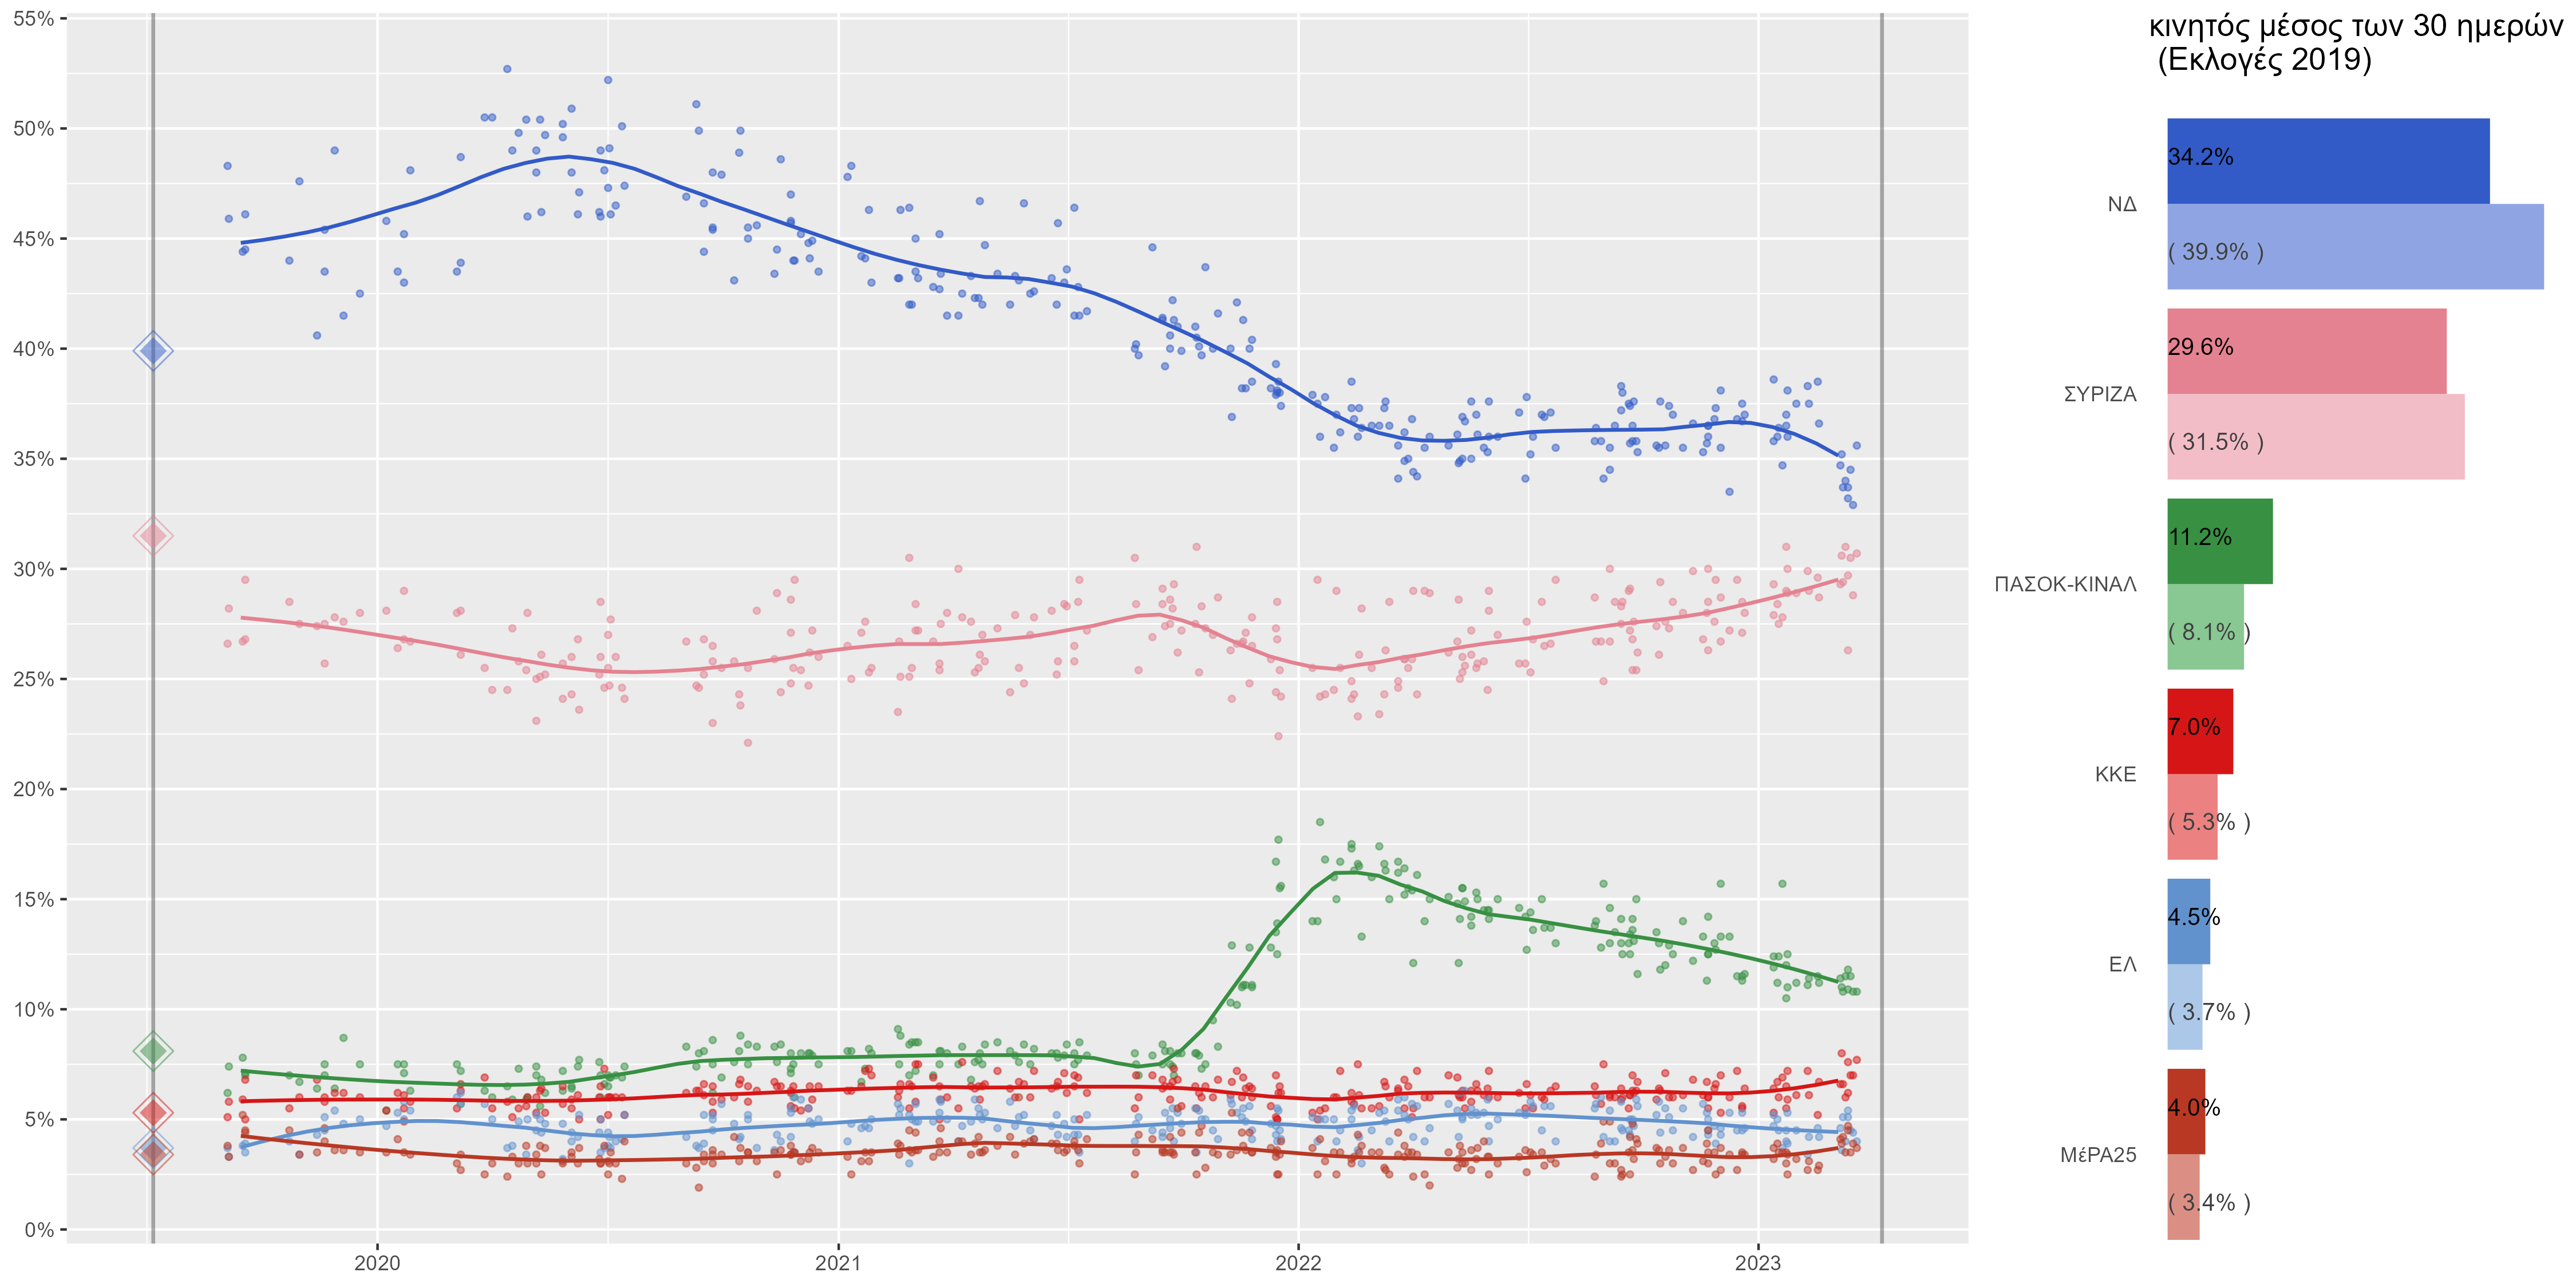 55%
50%
45%
40%
35%
30%
25%
20%
15%
10%
5%
0%
2020
2021
2022
2023
κινητός μέσος των 30 ημερών
(Εκλογές 2019)
ΝΔ
34.2%
( 39.9% )
ΣΥΡΙΖΑ
29.6%
( 31.5% )
ΠΑΣΟΚ-ΚΙΝΑΛ
11.2%
( 8.1% )
ΚΚΕ
7.0%
( 5.3% )
ΕΛ
4.5%
( 3.7% )
ΜέΡΑ25
4.0%
( 3.4% )